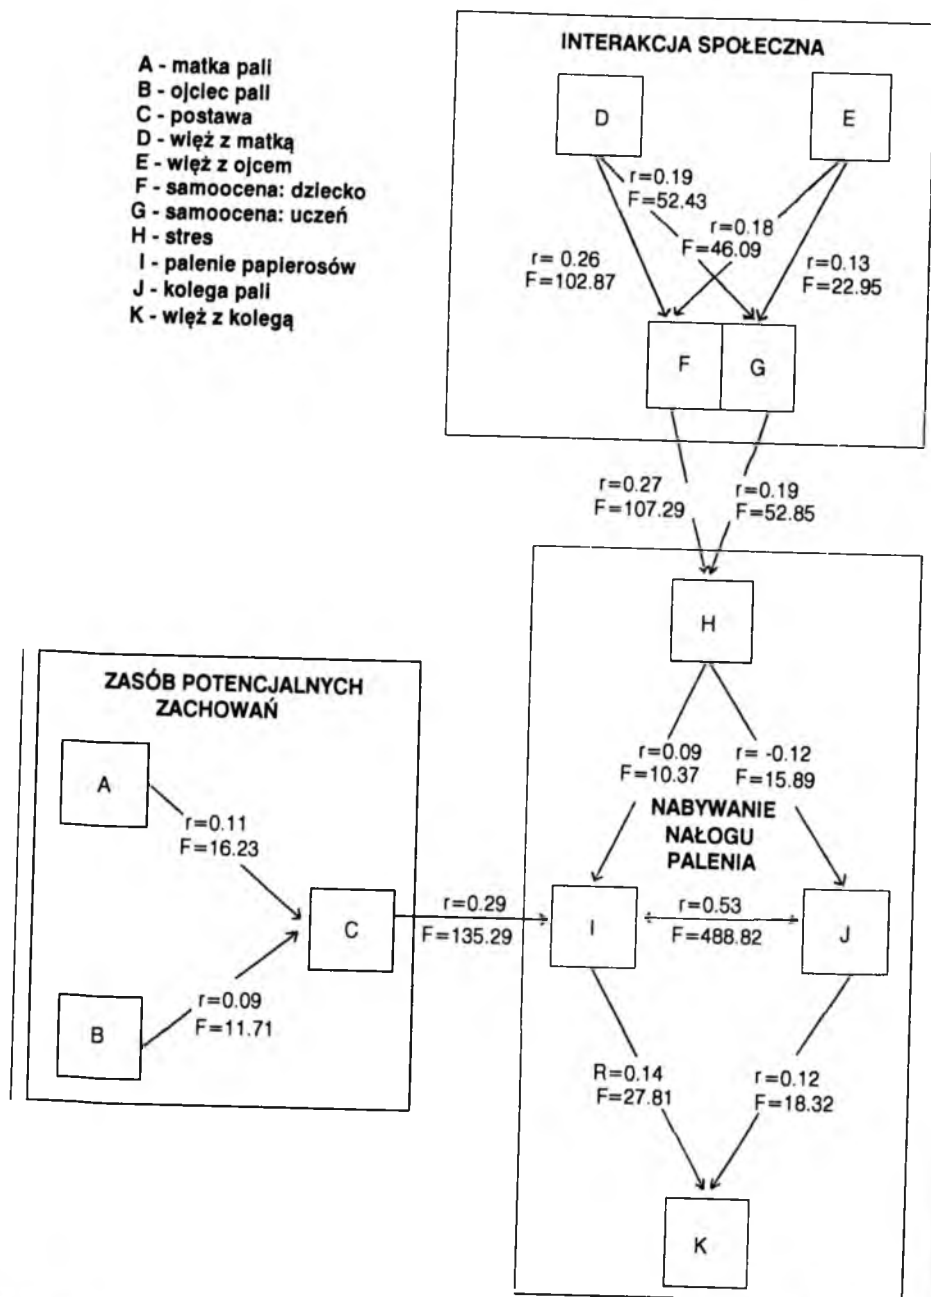 A - matka pali
B - ojciec pali
C - postawa
D - więź z matką
E - więź z ojcem
F - samoocena: dziecko
G - samoocena: uczeń
H - stres
I - palenie papierosów
J - kolega pali
K - więź z kolegą
INTERAKCJA SPOŁECZNA
D
E
r=0.19
F=52.43
r=0.18
F=46.09
r= 0.26
F=102.87
r=0.13
F=22.95
F
G
r=0.27
F=107.29
r=0.19
F=52.85
H
r=0.09
F=10.37
r= -0.12
F=15.89
NABYWANIE
NAŁOGU
PALENIA
ZASÓB POTENCJALNYCH
ZACHOWAŃ
A
r=0.11
F=16.23
C
B
r=0.09
F=11.71
r=0.29
F=135.29
I
r=0.53
F=488.82
J
R=0.14
F=27.81
r=0.12
F=18.32
K